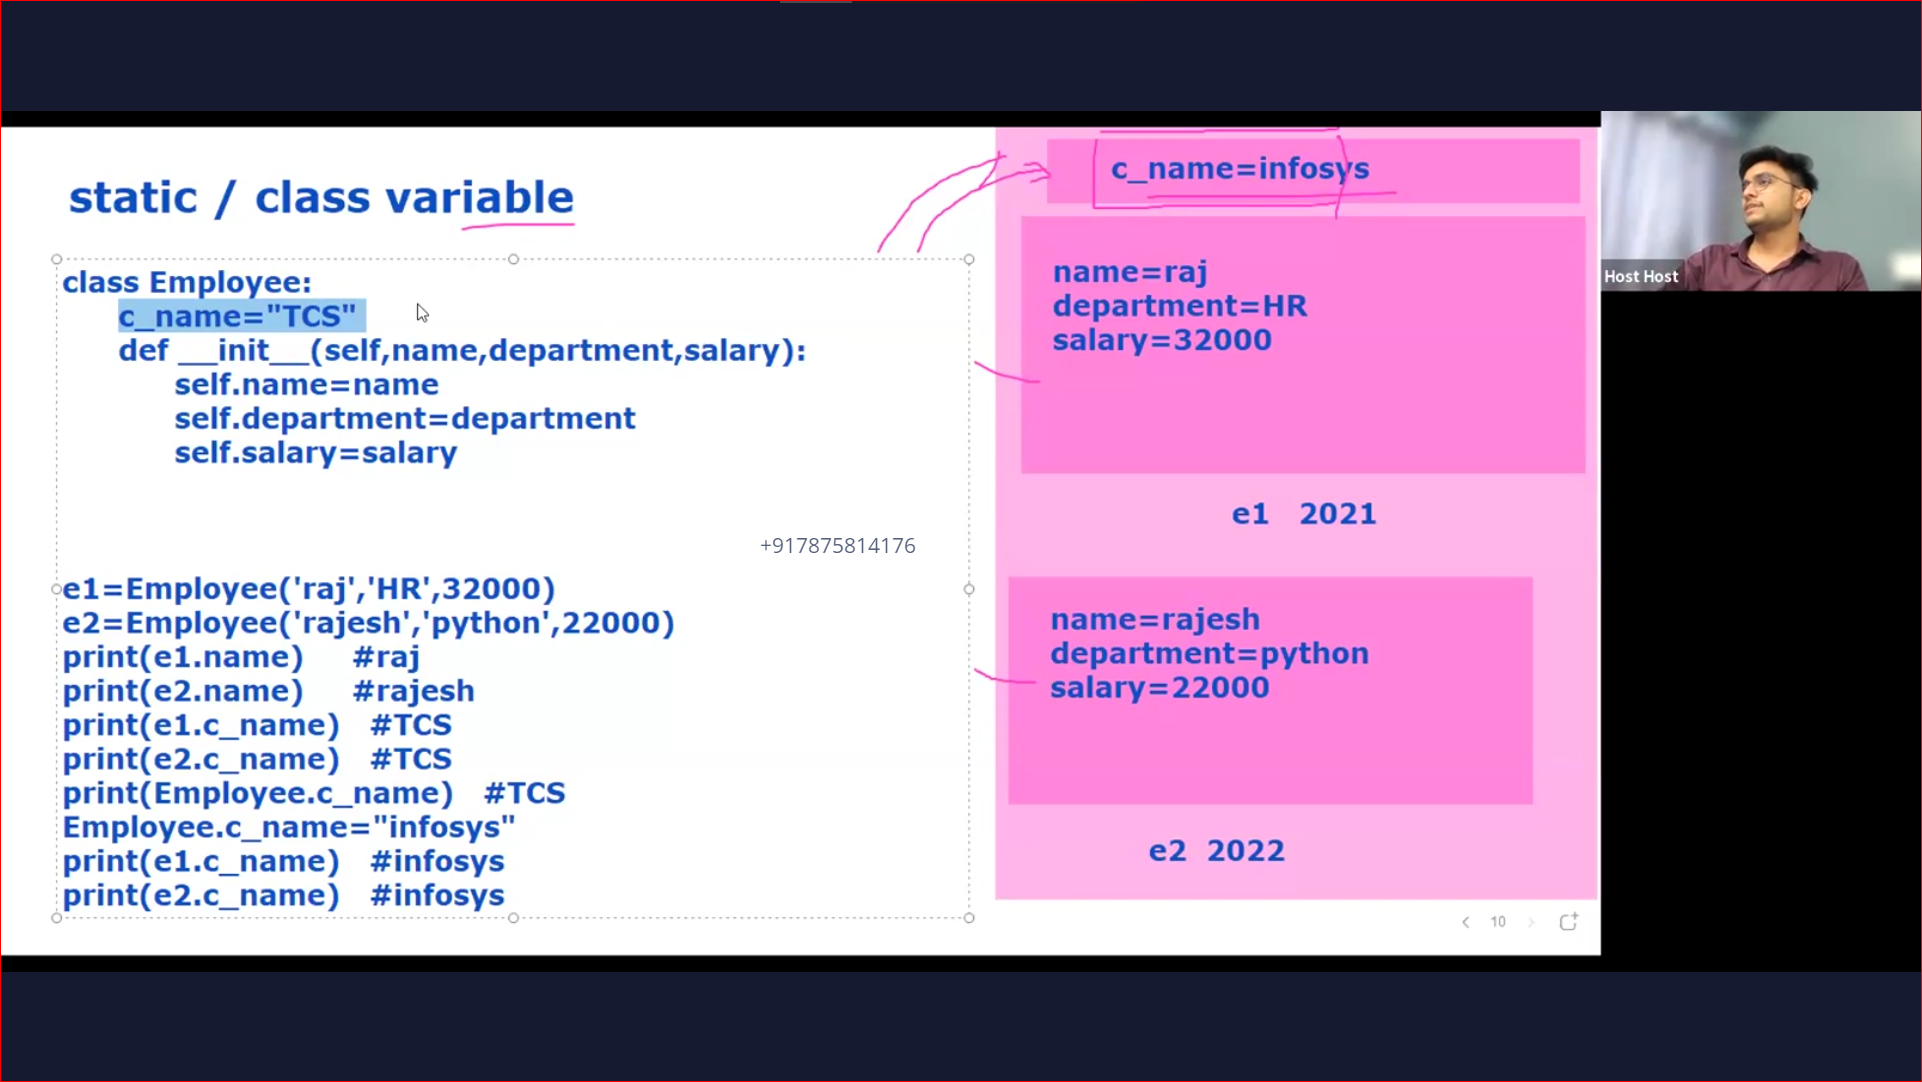 static / class variable
class Employee:
c_name="TCS"
def __init__(self,name,department,salary):
self.name=name
self.department=department
self.salary=salary
+917875814176
e1=Employee('raj','HR',32000)
e2=Employee('rajesh','python',22000)
print(e1.name) #raj
print(e2.name) #rajesh
print(e1.c_name) #TCS
print(e2.c_name) #TCS
print(Employee.c_name) #TCS
Employee.c_name="infosys"
print(e1.c_name) #infosys
print(e2.c_name) #infosys
c_name=infosys
name=raj
department=HR
salary=32000
e1 2021
name=rajesh
department=python
salary=22000
e2 2022
10
Host Host